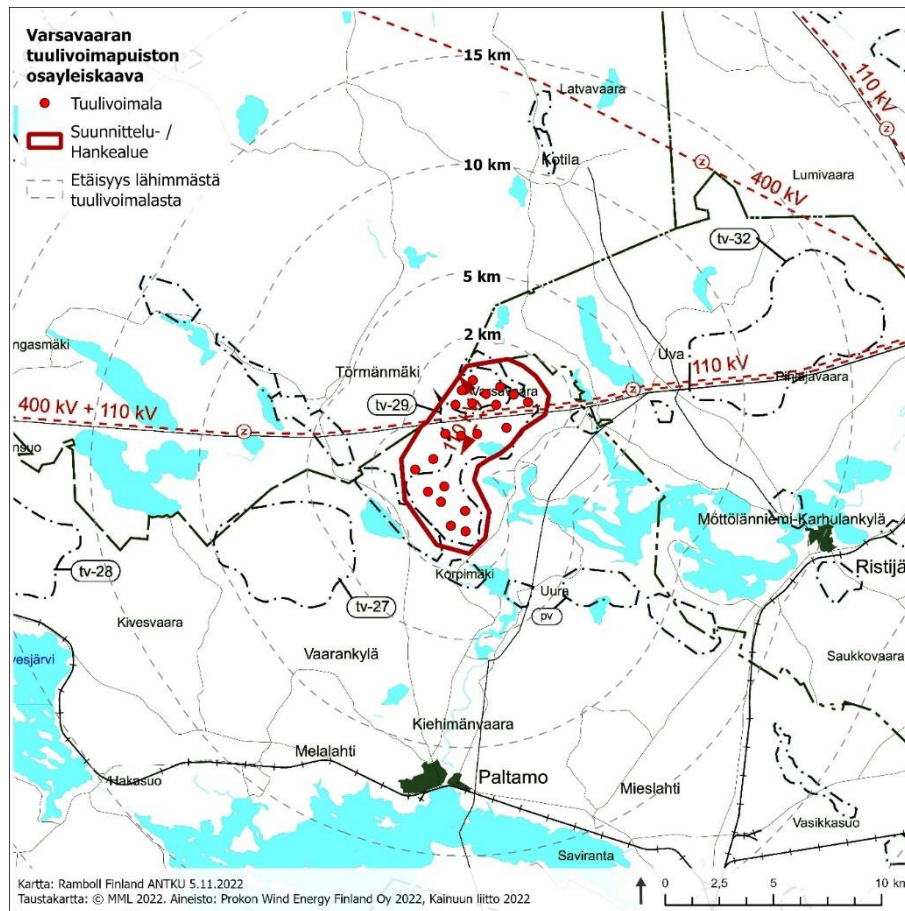 Varsavaaran
tuulivoimapuiston
osayleiskaava
Tuulivoimala
Suunnittelu- /
Hankealue
Etäisyys lähimmästä
tuulivoimalasta
15 km
110 kV
Latvavaara
z
10 km
Kotila
z
400 kV
Lumivaara
tv-32
5 km
2 km
ngasmäki
Törmänmäki
Uva
110 kV
Pihlajavaara
Varsavaara
tv-29
z
400 kV + 110 kV
z
nsuo
Möttölänniemi-Karhulankylä
Ristijä
tv-28
Korpimäki
tv-27
Uura
pv
Kivesvaara
Vaarankylä
Saukkovaara
vesjärvi
Kiehimänvaara
Melalahti
Hakasuo
Paltamo
Mieslahti
Vasikkasuo
Saviranta
Kartta: Ramboll Finland ANTKU 5.11.2022
Taustakartta: © MML 2022. Aineisto: Prokon Wind Energy Finland Oy 2022, Kainuun liitto 2022
0 2,5 5 10 km